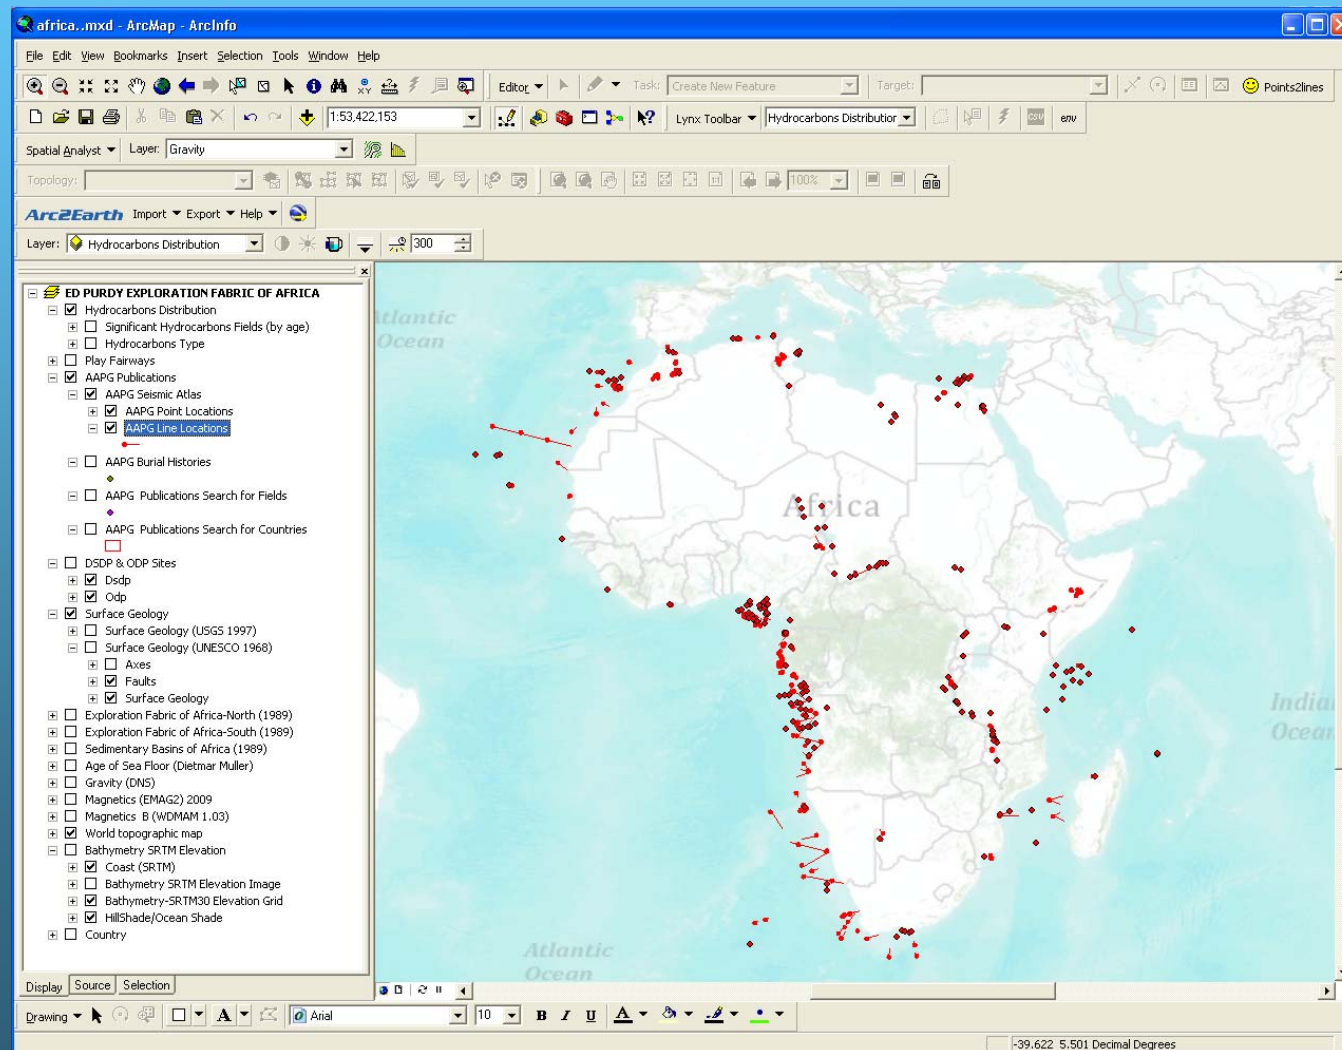 africa..mxd - ArcMap - ArcInfo
File Edit View Bookmarks Insert Selection Tools Window Help
Editor Task: Create New Feature Target: Points2lines
1:53,422,153 Lynx Toolbar Hydrocarbons Distributior CSV env
Spatial Analyst Layer: Gravity
Topology: 100%
Arc2Earth Import Export Help
Layer: Hydrocarbons Distribution 300
ED PURDY EXPLORATION FABRIC OF AFRICA
Hydrocarbons Distribution
Significant Hydrocarbons Fields (by age)
Hydrocarbons Type
Play Fairways
AAPG Publications
AAPG Seismic Atlas
AAPG Point Locations
AAPG Line Locations
AAPG Burial Histories
AAPG Publications Search for Fields
AAPG Publications Search for Countries
DSDP & ODP Sites
Dsdp
Odp
Surface Geology
Surface Geology (USGS 1997)
Surface Geology (UNESCO 1968)
Axes
Faults
Surface Geology
Exploration Fabric of Africa-North (1989)
Exploration Fabric of Africa-South (1989)
Sedimentary Basins of Africa (1989)
Age of Sea Floor (Dietmar Muller)
Gravity (DNS)
Magnetics (EMAG2) 2009
Magnetics B (WDMAM 1.03)
World topographic map
Bathymetry SRTM Elevation
Coast (SRTM)
Bathymetry SRTM Elevation Image
Bathymetry-SRTM30 Elevation Grid
HillShade/Ocean Shade
Country
Atlantic
Ocean
Africa
Indian
Ocean
Atlantic
Ocean
Display Source Selection
Drawing A Arial 10 B I U A
-39.622 5.501 Decimal Degrees